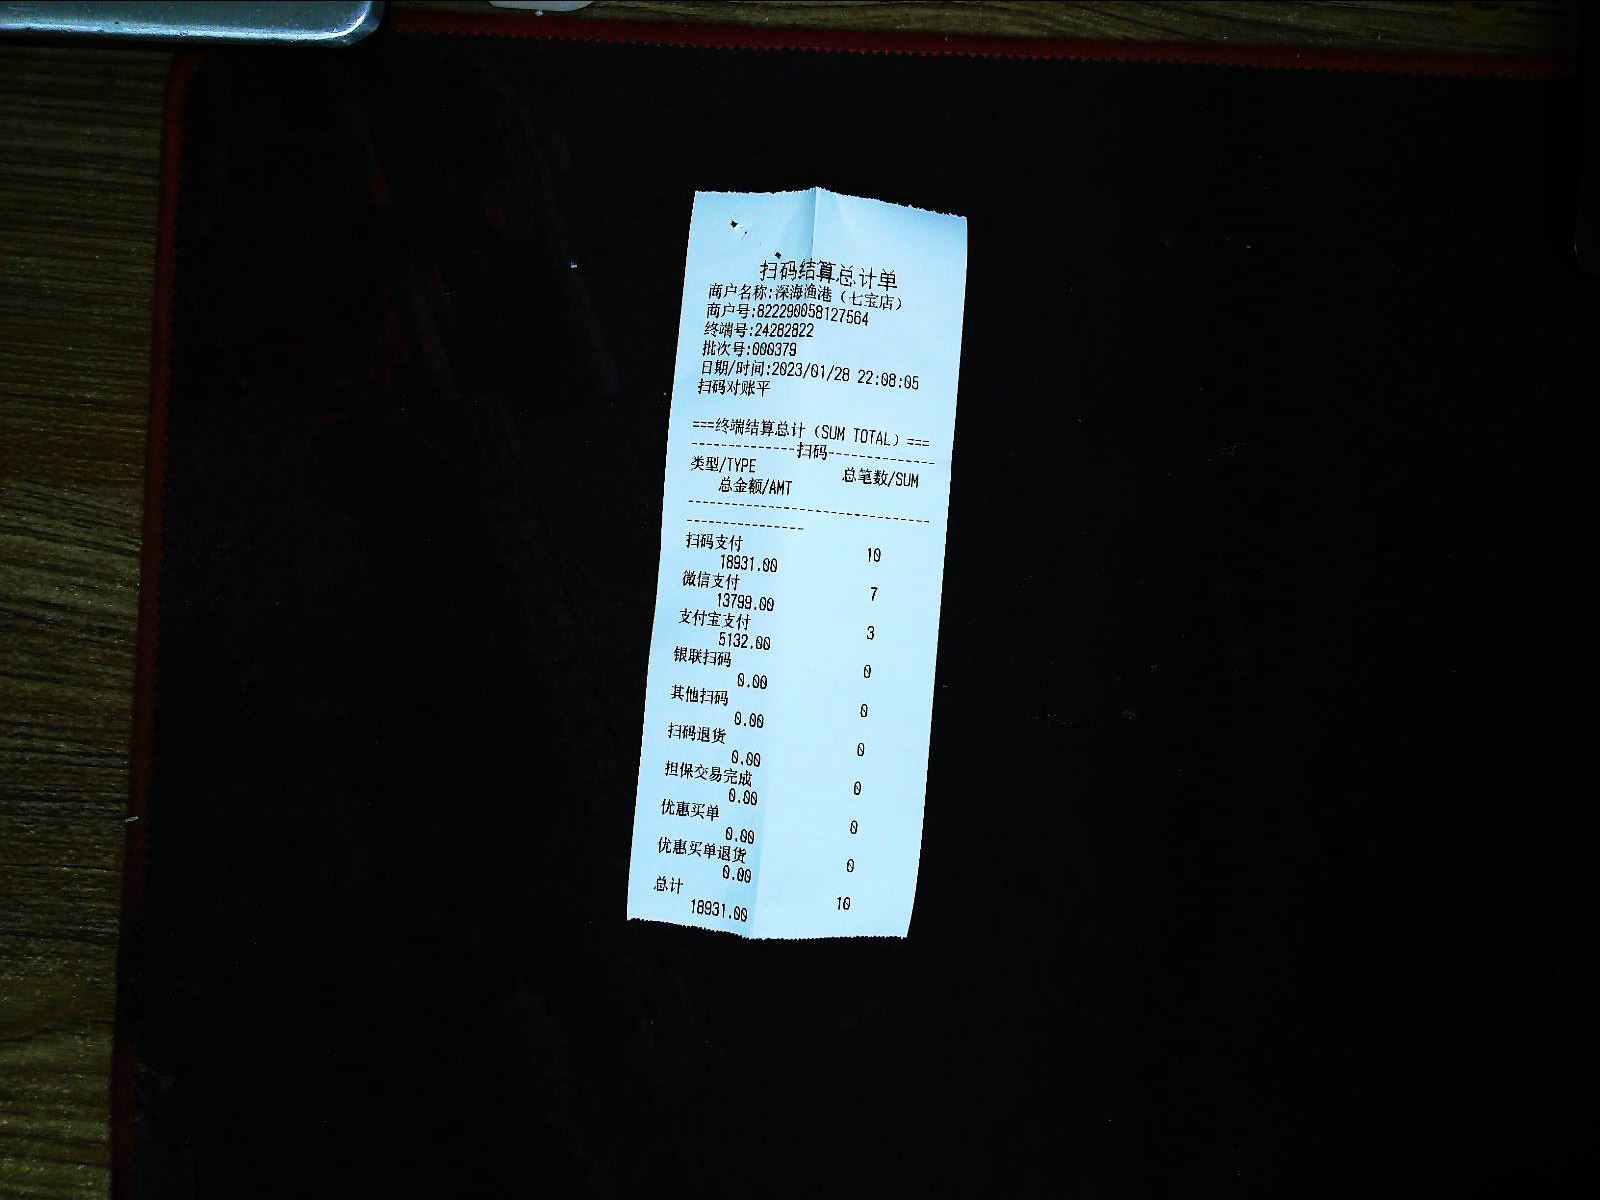 扫码结算总计单
商户名称:深海渔港（七宝店）
商户号:822290058127564
终端号:24282822
批次号:000379
日期/时间:2023/01/28 22:08:05
扫码对账平
===终端结算总计（SUM TOTAL）===
--------------扫码--------------
类型/TYPE 总笔数/SUM
总金额/AMT
---------------------------------
----------------
扫码支付 10
18931.00
微信支付 7
13799.00
支付宝支付 3
5132.00
银联扫码 0
0.00
其他扫码 0
0.00
扫码退货 0
0.00
担保交易完成 0
0.00
优惠买单 0
0.00
优惠买单退货 0
0.00
总计 10
18931.00